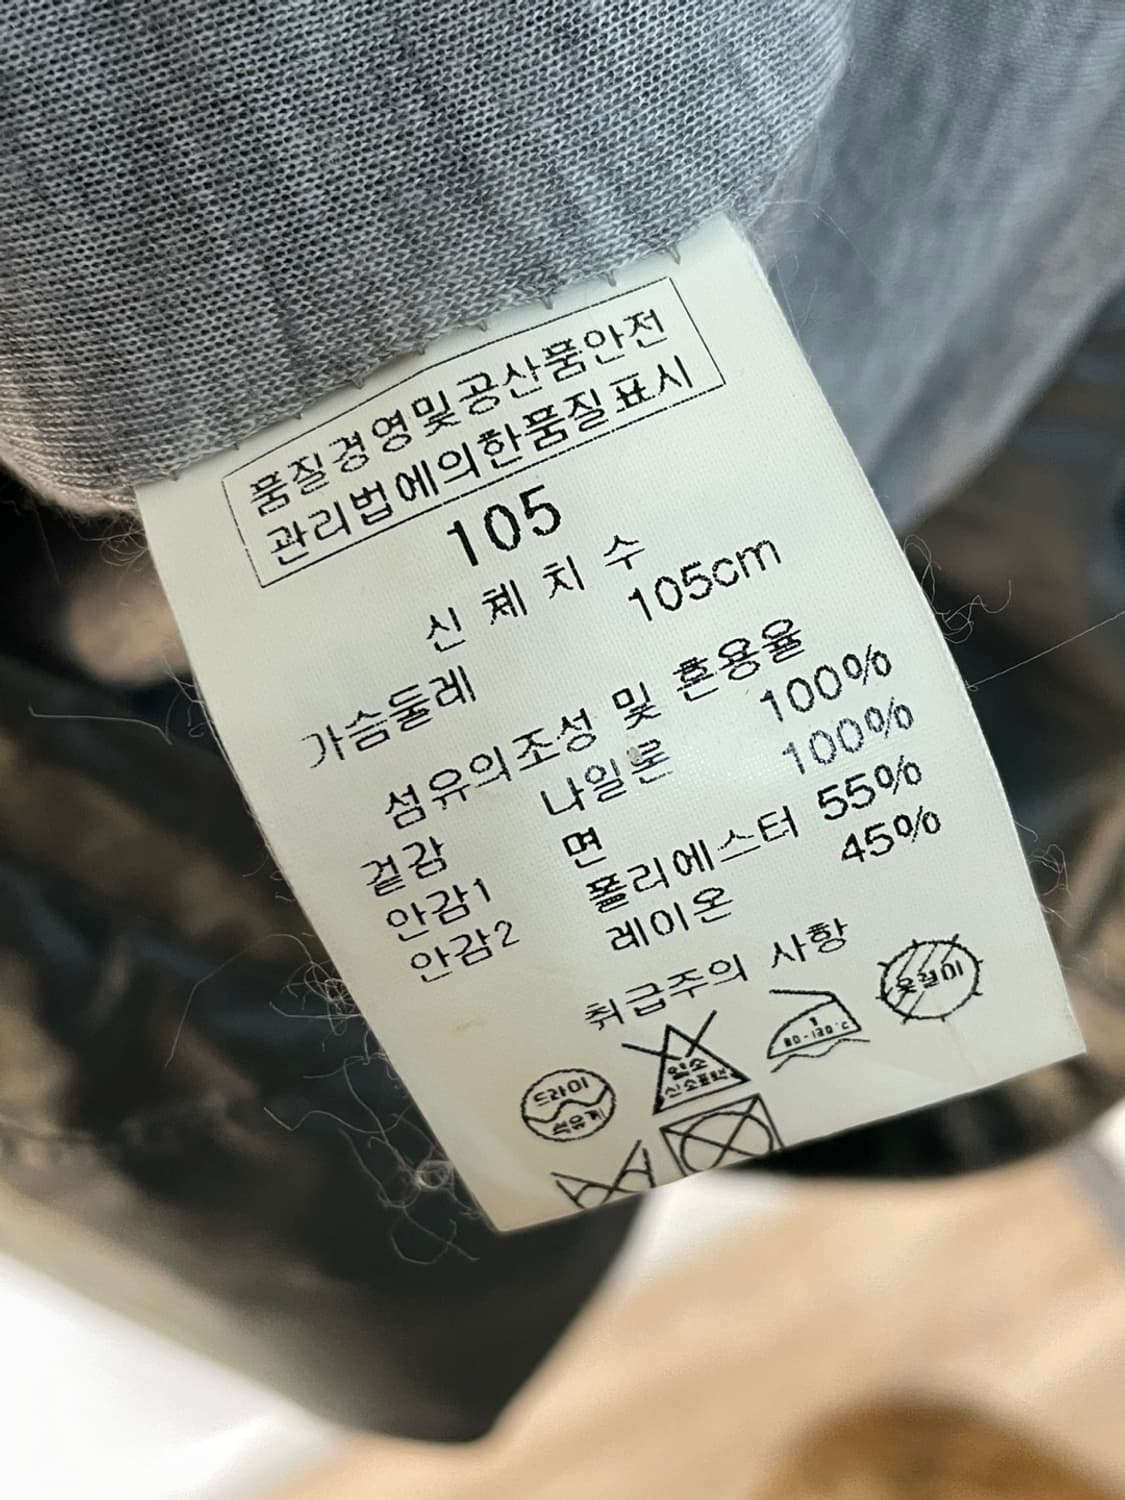 품질경영및공산품안전
관리법에의한품질표시
105
신 체 치 수
가슴둘레 105cm
섬유의조성 및 혼용율
겉감 나일론 100%
안감1 면 100%
안감2 폴리에스터 55%
레이온 45%
취급주의 사항
드라이
석유계
염소
산소표백
1
80-120℃
옷걸이